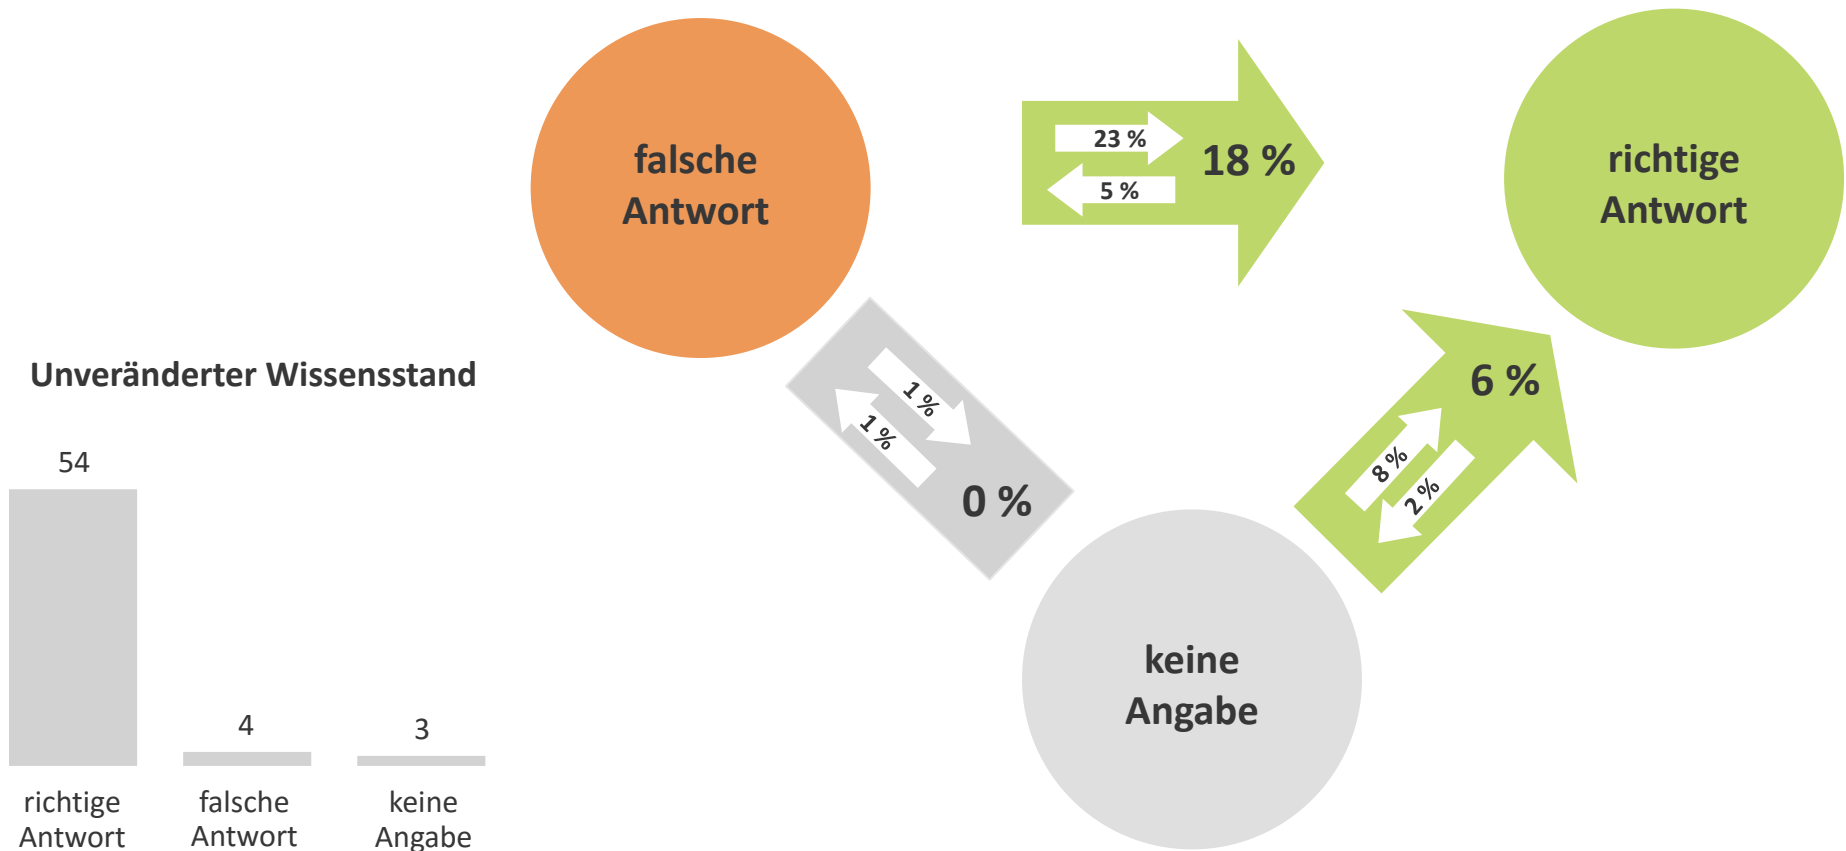 falsche
Antwort
23 %
5 %
18 %
richtige
Antwort
1 %
1 %
0 %
8 %
2 %
6 %
keine
Angabe
Unveränderter Wissensstand
54
4
3
richtige
Antwort
falsche
Antwort
keine
Angabe